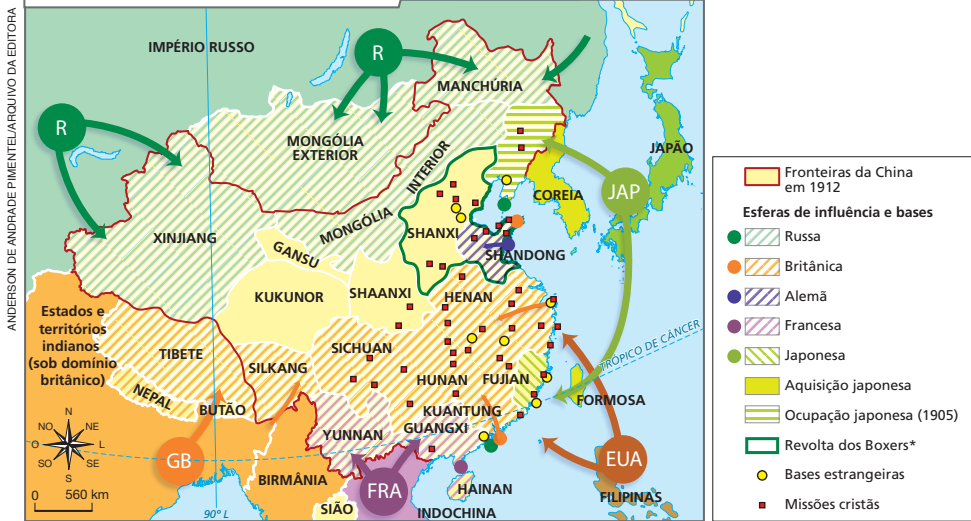 ANDERSON DE ANDRADE PIMENTEL/ARQUIVO DA EDITORA
IMPÉRIO RUSSO
R
R
MANCHÚRIA
MONGÓLIA
EXTERIOR
MONGÓLIA INTERIOR
JAPÃO
JAP
COREIA
XINJIANG
GANSU
SHANXI
SHANDONG
KUKUNOR
SHAANXI
HENAN
Estados e
territórios
indianos
(sob domínio
britânico)
TIBETE
SILKANG
SICHUAN
HUNAN
FUJIAN
TRÓPICO DE CÂNCER
NEPAL
BUTÃO
KUANTUNG
GUANGXI
YUNNAN
FORMOSA
GB
FRA
EUA
BIRMÂNIA
HAINAN
FILIPINAS
SIÃO
INDOCHINA
N
NO
NE
O
L
SO
SE
S
0 560 km
90º L
Fronteiras da China
em 1912
Esferas de influência e bases
Russa
Britânica
Alemã
Francesa
Japonesa
Aquisição japonesa
Ocupação japonesa (1905)
Revolta dos Boxers*
Bases estrangeiras
Missões cristãs